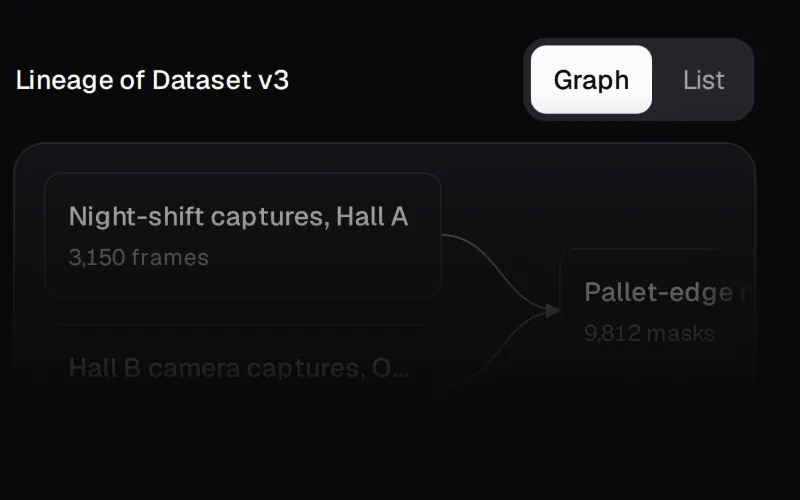 Lineage of Dataset v3
Graph
List
Night-shift captures, Hall A
3,150 frames
Pallet-edge
9,812 masks
Hall B camera captures, O...